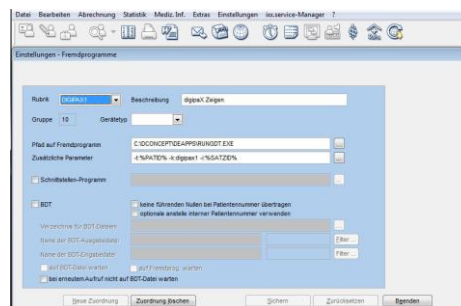 Datei Bearbeiten Abrechnung Statistik Mediz. Inf. Extras Einstellungen iss.service-Manager ?
Einstellungen - Fremdprogramme
Rubrik DIGIPAX1 Beschreibung digipaX Zeigen
Gruppe 10 Gerätetyp
Pfad auf Fremdprogramm C:\DCONCEPT\DEAPPS\RUNGDT.EXE ...
Zusätzliche Parameter -t:%PATID% -k:digipax1 -r:%SATZID% ...
Schnittstellen-Programm ...
BDT keine führenden Nullen bei Patientennummer übertragen
optionale anstelle interner Patientennummer verwenden
Verzeichnis für BDT-Dateien ...
Name der BDT-Ausgabedatei Filter ...
Name der BDT-Eingabedatei Filter ...
auf BDT-Datei warten auf Fremdprog. warten
bei erneutem Aufruf nicht auf BDT-Datei warten
Neue Zuordnung Zuordnung löschen Sichern Zurücksetzen Beenden